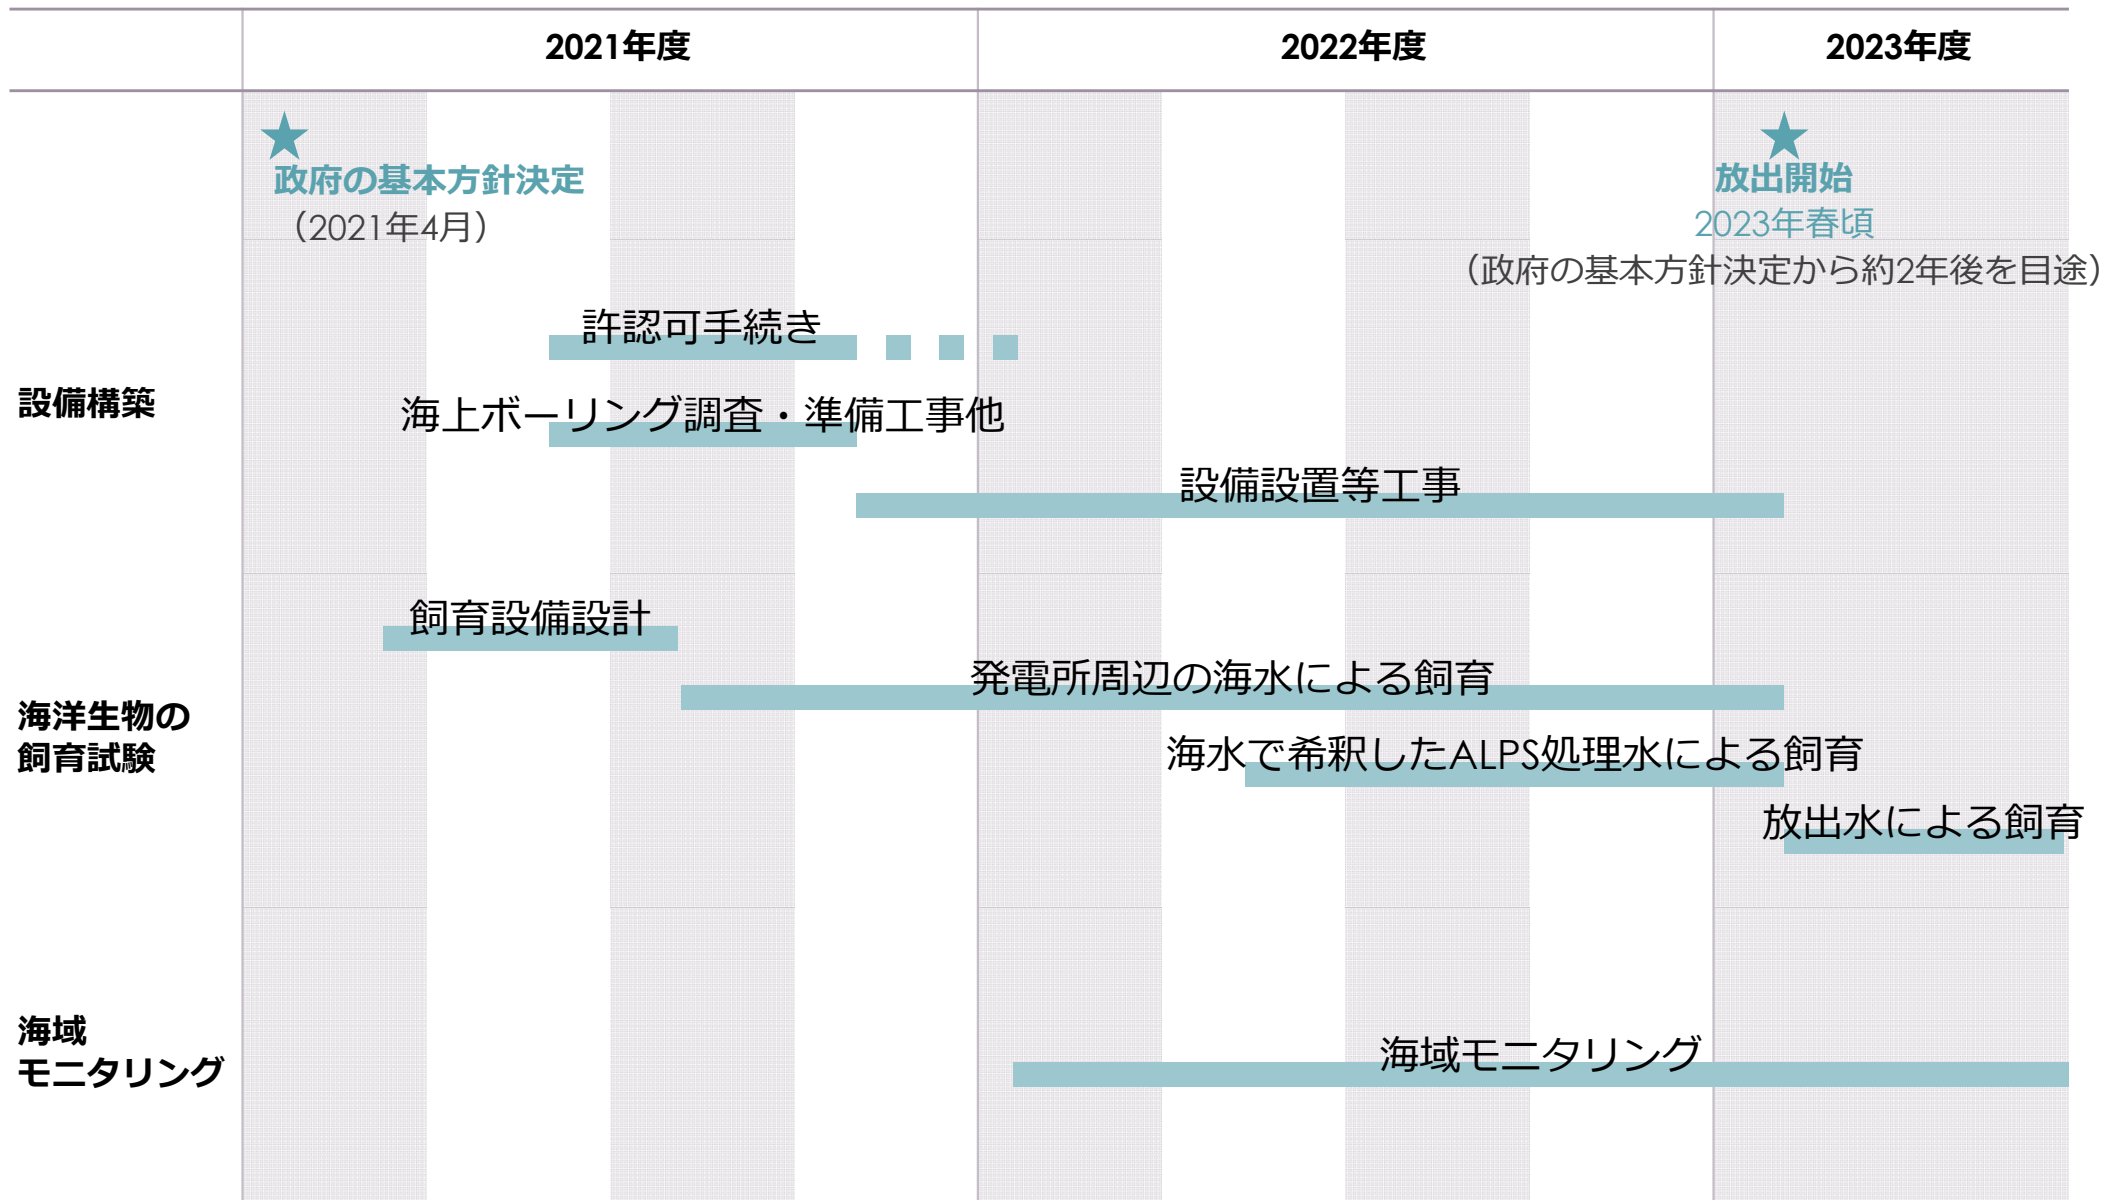 2021年度
2022年度
2023年度
政府の基本方針決定
（2021年4月）
放出開始
2023年春頃
（政府の基本方針決定から約2年後を目途）
設備構築
許認可手続き
海上ボーリング調査・準備工事他
設備設置等工事
海洋生物の
飼育試験
飼育設備設計
発電所周辺の海水による飼育
海水で希釈したALPS処理水による飼育
放出水による飼育
海域
モニタリング
海域モニタリング